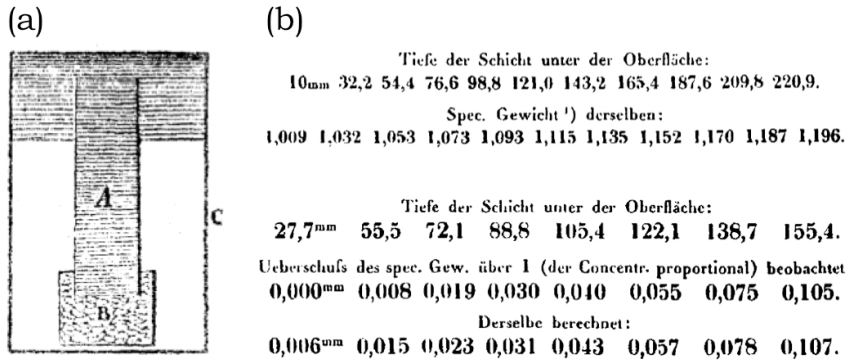 (a)
(b)
A
B
C
Tiefe der Schicht unter der Oberfläche:
10mm 32,2 54,4 76,6 98,8 121,0 143,2 165,4 187,6 209,8 220,9.
Spec. Gewicht¹) derselben:
1,009 1,032 1,053 1,073 1,093 1,115 1,135 1,152 1,170 1,187 1,196.
Tiefe der Schicht unter der Oberfläche:
27,7mm 55,5 72,1 88,8 105,4 122,1 138,7 155,4.
Ueberschufs des spec. Gew. über 1 (der Concentr. proportional) beobachtet
0,000mm 0,008 0,019 0,030 0,040 0,055 0,075 0,105.
Derselbe berechnet:
0,006mm 0,015 0,023 0,031 0,043 0,057 0,078 0,107.